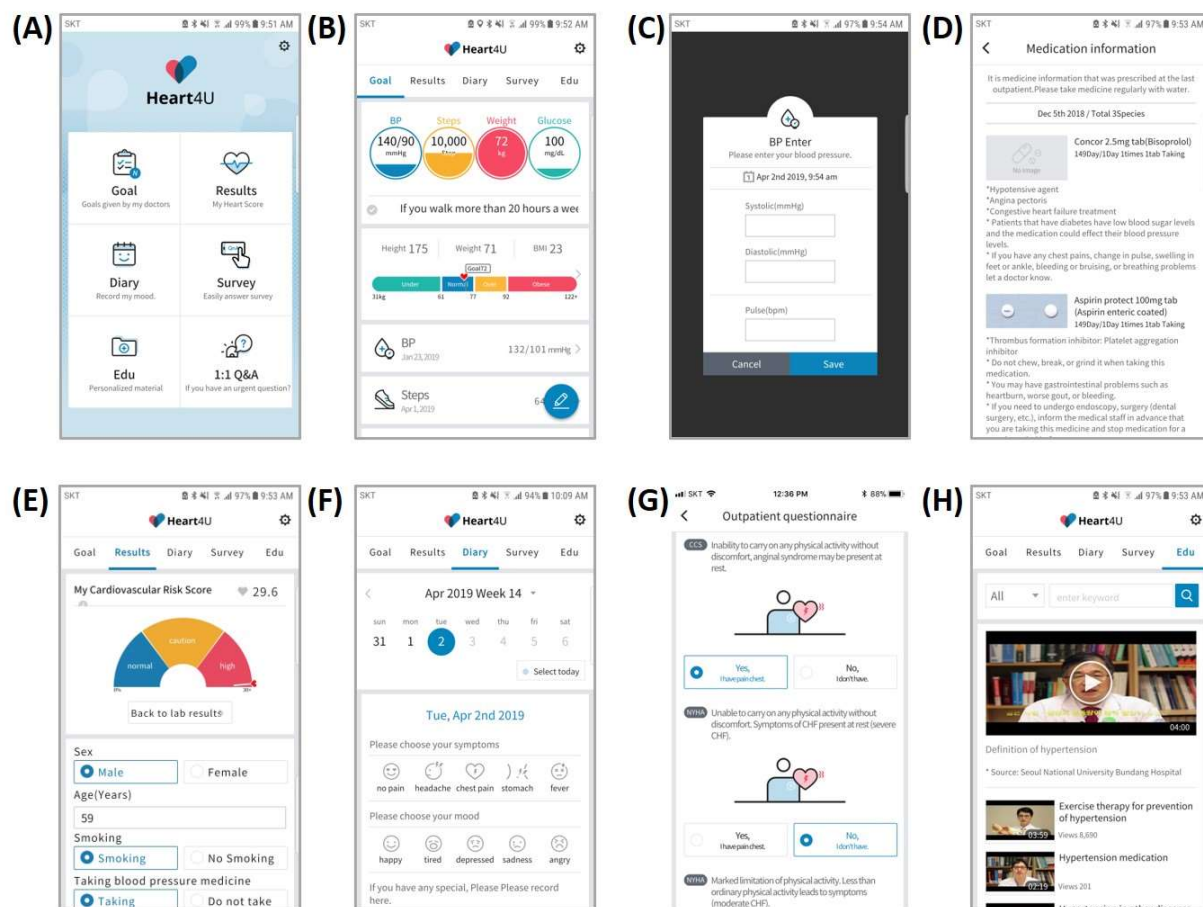 (A)
SKT 99% 9:51 AM
Heart4U
Goal
Goals given by my doctors
Results
My Heart Score
Diary
Record my mood.
Survey
Easily answer survey
Edu
Personalized material
1:1 Q&A
If you have an urgent question?
(B)
SKT 99% 9:52 AM
Heart4U
Goal Results Diary Survey Edu
BP Steps Weight Glucose
140/90 10,000 72 100
mmHg kg mg/dL
If you walk more than 20 hours a wee
Height 175 Weight 71 BMI 23
Goal72
Under Normal Over Obese
31kg 61 77 92 122+
BP
Jan 23, 2019
132/101 mmHg >
Steps
Apr 1, 2019
64
(C)
SKT 97% 9:54 AM
BP Enter
Please enter your blood pressure.
Apr 2nd 2019, 9:54 am
Systolic(mmHg)
Diastolic(mmHg)
Pulse(bpm)
Cancel Save
(D)
SKT 97% 9:53 AM
Medication information
It is medicine information that was prescribed at the last
outpatient.Please take medicine regularly with water.
Dec 5th 2018 / Total 3Species
No image
Concor 2.5mg tab(Bisoprolol)
149Day/1Day 1times 1tab Taking
*Hypotensive agent
*Angina pectoris
*Congestive heart failure treatment
* Patients that have diabetes have low blood sugar levels
and the medication could effect their blood pressure
levels.
* If you have any chest pains, change in pulse, swelling in
feet or ankle, bleeding or bruising, or breathing problems
let a doctor know.
Aspirin protect 100mg tab
(Aspirin enteric coated)
149Day/1Day 1times 1tab Taking
*Thrombus formation inhibitor: Platelet aggregation
inhibitor
* Do not chew, break, or grind it when taking this
medication.
* You may have gastrointestinal problems such as
heartburn, worse gout, or bleeding.
* If you need to undergo endoscopy, surgery (dental
surgery, etc.), inform the medical staff in advance that
you are taking this medicine and stop medication for a
(E)
SKT 97% 9:53 AM
Heart4U
Goal Results Diary Survey Edu
My Cardiovascular Risk Score 29.6
normal caution high
0% 30+
Back to lab results
Sex
Male Female
Age(Years)
59
Smoking
Smoking No Smoking
Taking blood pressure medicine
Taking Do not take
(F)
SKT 94% 10:09 AM
Heart4U
Goal Results Diary Survey Edu
Apr 2019 Week 14
sun mon tue wed thu fri sat
31 1 2 3 4 5 6
Select today
Tue, Apr 2nd 2019
Please choose your symptoms
no pain headache chest pain stomach fever
Please choose your mood
happy tired depressed sadness angry
If you have any special, Please Please record
here.
(G)
SKT 12:36 PM 88%
Outpatient questionnaire
CCS Inability to carry on any physical activity without
discomfort, anginal syndrome may be present at
rest.
Yes, No,
I have pain chest. I don't have.
NYHA Unable to carry on any physical activity without
discomfort. Symptoms of CHF present at rest (severe
CHF).
Yes, No,
I have pain chest. I don't have.
NYHA Marked limitation of physical activity. Less than
ordinary physical activity leads to symptoms
(moderate CHF).
(H)
SKT 97% 9:53 AM
Heart4U
Goal Results Diary Survey Edu
All enter keyword
04:00
Definition of hypertension
* Source: Seoul National University Bundang Hospital
Exercise therapy for prevention
of hypertension
03:59 Views 8,690
Hypertension medication
02:19 Views 201